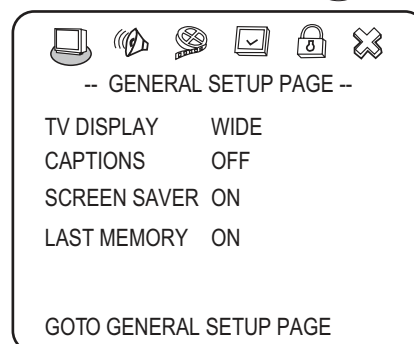 -- GENERAL SETUP PAGE --
TV DISPLAY WIDE
CAPTIONS OFF
SCREEN SAVER ON
LAST MEMORY ON
GOTO GENERAL SETUP PAGE